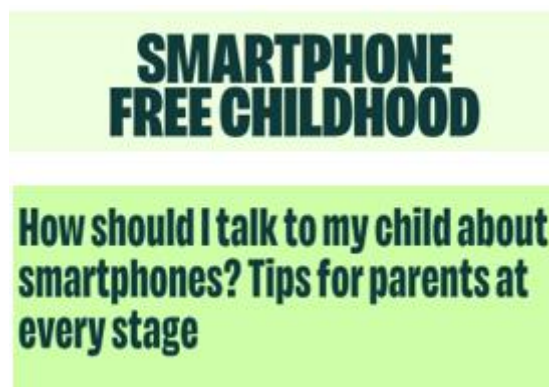 SMARTPHONE
FREE CHILDHOOD
How should I talk to my child about
smartphones? Tips for parents at
every stage